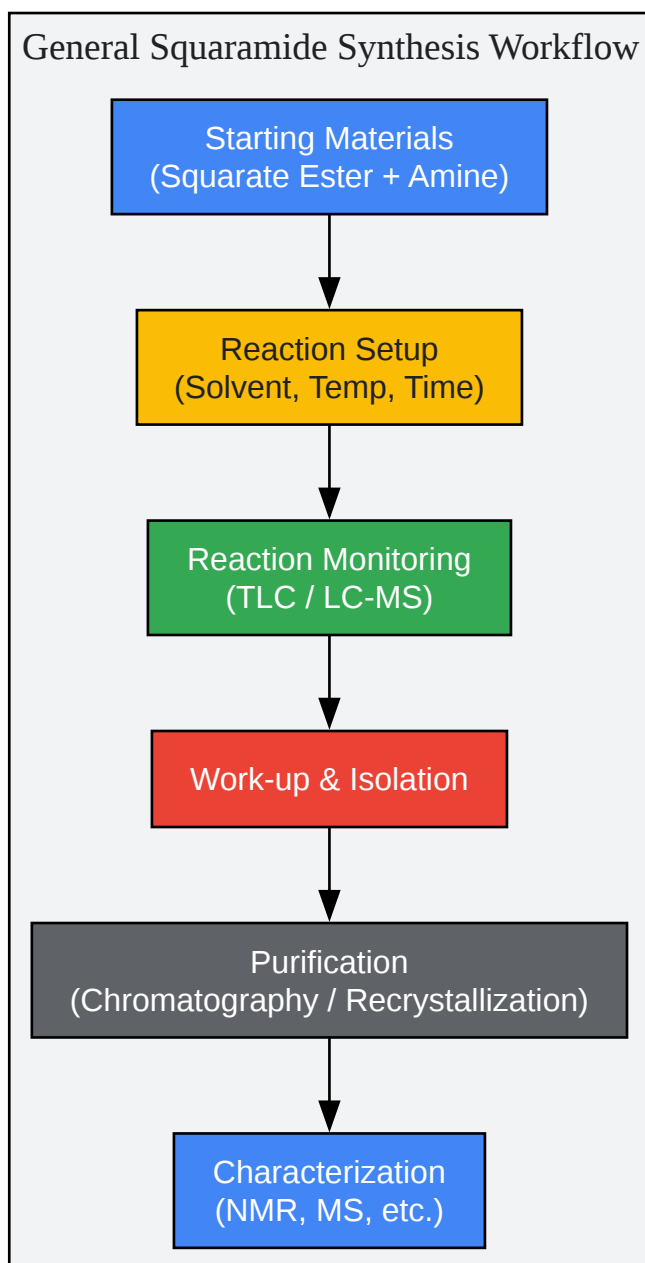 General Squaramide Synthesis Workflow
Starting Materials
(Squarate Ester + Amine)
Reaction Setup
(Solvent, Temp, Time)
Reaction Monitoring
(TLC / LC-MS)
Work-up & Isolation
Purification
(Chromatography / Recrystallization)
Characterization
(NMR, MS, etc.)